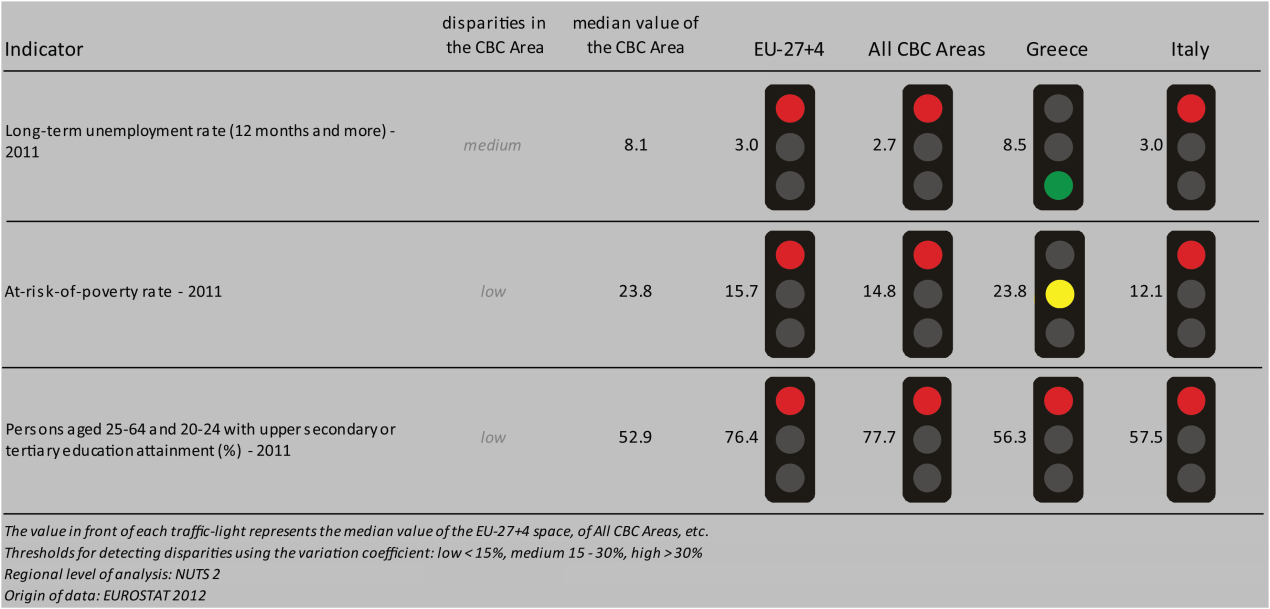 disparities in median value of
Indicator the CBC Area the CBC Area EU-27+4 All CBC Areas Greece Italy
Long-term unemployment rate (12 months and more) -
2011
medium 8.1 3.0 2.7 8.5 3.0
At-risk-of-poverty rate - 2011 low 23.8 15.7 14.8 23.8 12.1
Persons aged 25-64 and 20-24 with upper secondary or
tertiary education attainment (%) - 2011
low 52.9 76.4 77.7 56.3 57.5
The value in front of each traffic-light represents the median value of the EU-27+4 space, of All CBC Areas, etc.
Thresholds for detecting disparities using the variation coefficient: low < 15%, medium 15 - 30%, high > 30%
Regional level of analysis: NUTS 2
Origin of data: EUROSTAT 2012